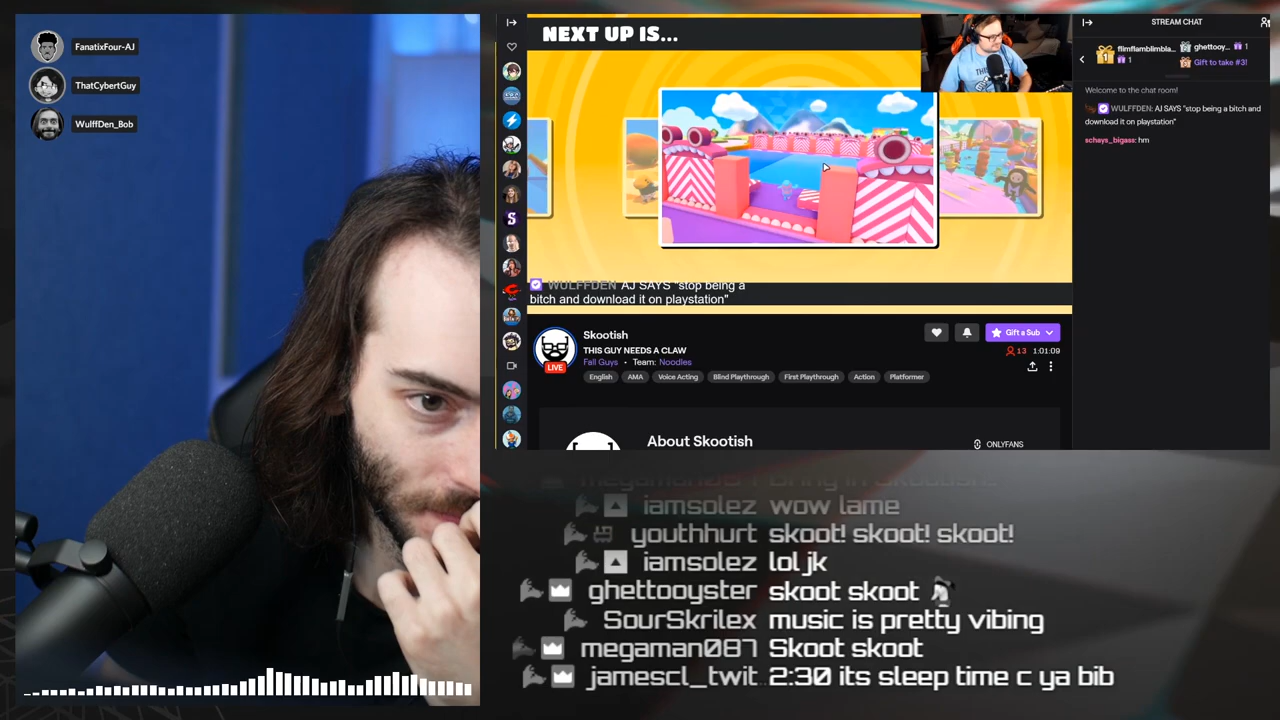 FanatixFour-AJ
ThatCybertGuy
WulffDen_Bob
NEXT UP IS...
WULFFDEN AJ SAYS "stop being a
bitch and download it on playstation"
Skootish
THIS GUY NEEDS A CLAW
Fall Guys • Team: Noodles
English AMA Voice Acting Blind Playthrough First Playthrough Action Platformer
LIVE
Gift a Sub
13 1:01:09
About Skootish
ONLYFANS
STREAM CHAT
flimflamblimbla... 1
ghettooy... 1
Gift to take #3!
Welcome to the chat room!
WULFFDEN: AJ SAYS "stop being a bitch and
download it on playstation"
schays_bigass: hm
iamsolez wow lame
youthhurt skoot! skoot! skoot!
iamsolez lol jk
ghettooyster skoot skoot
SourSkrilex music is pretty vibing
megaman087 Skoot skoot
jamescl_twit.. 2:30 its sleep time c ya bib